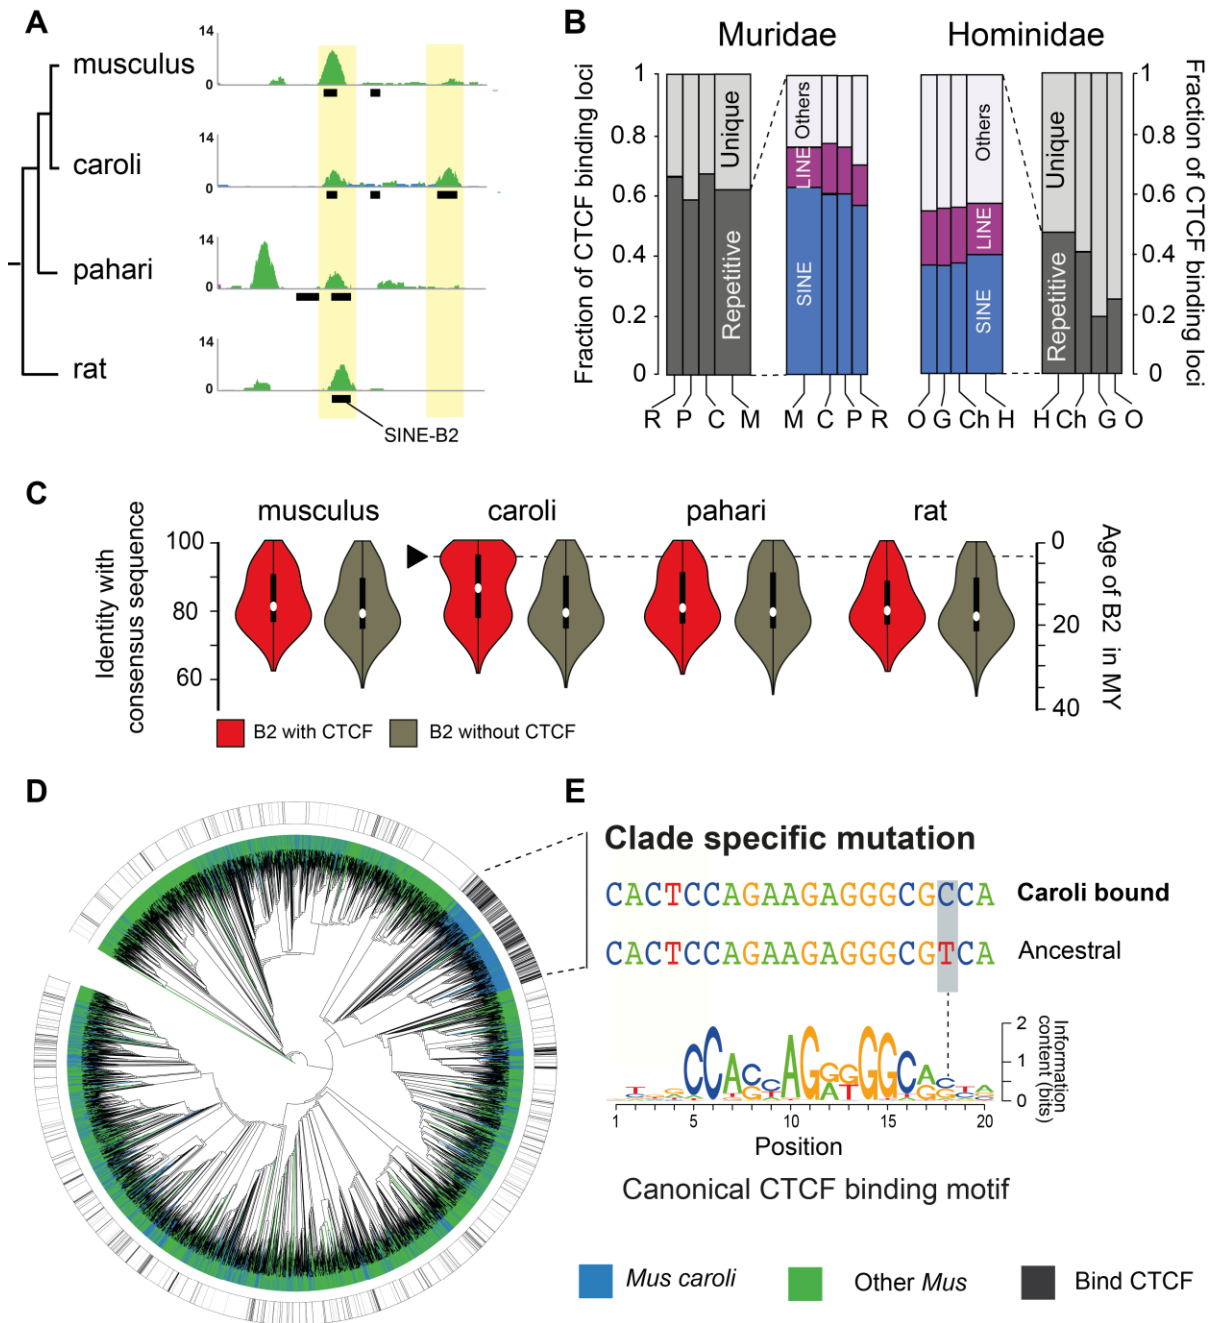 A
musculus
14
0
caroli
14
0
pahari
14
0
rat
14
0
SINE-B2
B
Muridae
Hominidae
Fraction of CTCF binding loci
1
0.8
0.6
0.4
0.2
0
Unique
Repetitive
Others
LINE
SINE
Others
LINE
SINE
Unique
Repetitive
1
0.8
0.6
0.4
0.2
0
Fraction of CTCF binding loci
R P C M
M C P R
O G Ch H
H Ch G O
C
musculus
caroli
pahari
rat
Identity with
consensus sequence
100
80
60
0
20
40
Age of B2 in MY
B2 with CTCF
B2 without CTCF
D
E
Clade specific mutation
CACTCCAGAAGAGGGCGCCA
Caroli bound
CACTCCAGAAGAGGGCGTCA
Ancestral
2
1
0
Information
content (bits)
1 5 10 15 20
Position
Canonical CTCF binding motif
Mus caroli
Other Mus
Bind CTCF